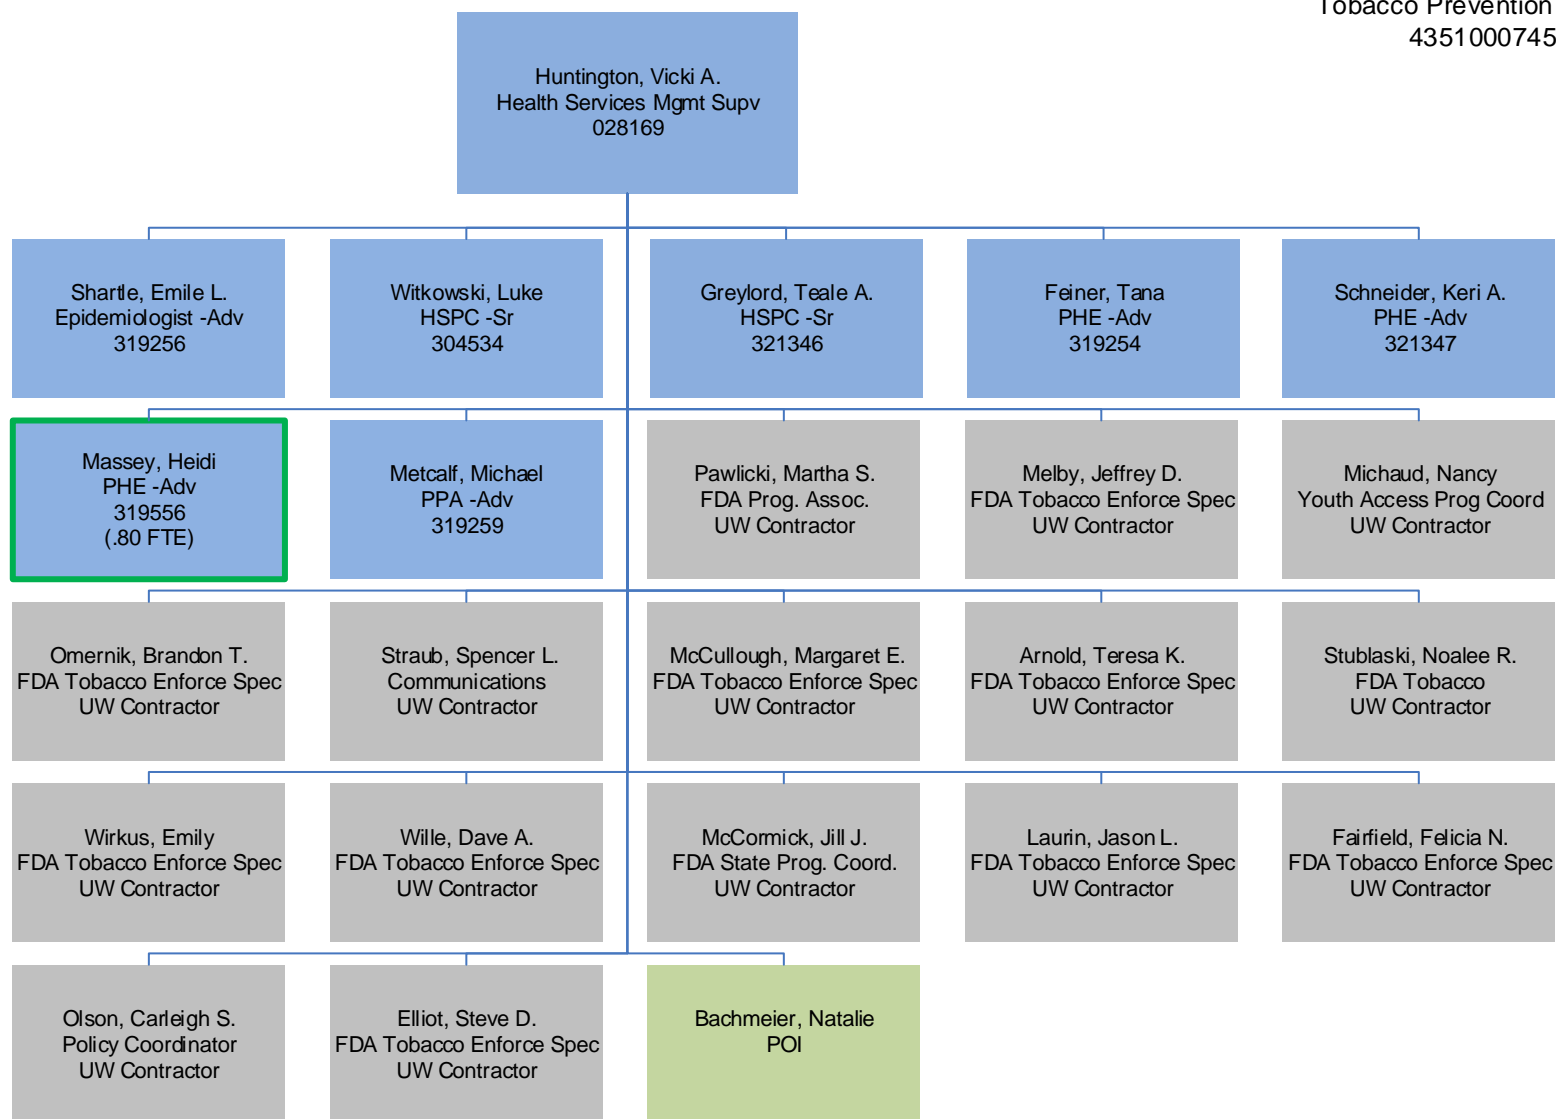 Tobacco Prevention
4351000745
Huntington, Vicki A.
Health Services Mgmt Supv
028169
Shartle, Emile L.
Epidemiologist -Adv
319256
Witkowski, Luke
HSPC -Sr
304534
Greylord, Teale A.
HSPC -Sr
321346
Feiner, Tana
PHE -Adv
319254
Schneider, Keri A.
PHE -Adv
321347
Massey, Heidi
PHE -Adv
319556
(.80 FTE)
Metcalf, Michael
PPA -Adv
319259
Pawlicki, Martha S.
FDA Prog. Assoc.
UW Contractor
Melby, Jeffrey D.
FDA Tobacco Enforce Spec
UW Contractor
Michaud, Nancy
Youth Access Prog Coord
UW Contractor
Omernik, Brandon T.
FDA Tobacco Enforce Spec
UW Contractor
Straub, Spencer L.
Communications
UW Contractor
McCullough, Margaret E.
FDA Tobacco Enforce Spec
UW Contractor
Arnold, Teresa K.
FDA Tobacco Enforce Spec
UW Contractor
Stublaski, Noalee R.
FDA Tobacco
UW Contractor
Wirkus, Emily
FDA Tobacco Enforce Spec
UW Contractor
Wille, Dave A.
FDA Tobacco Enforce Spec
UW Contractor
McCormick, Jill J.
FDA State Prog. Coord.
UW Contractor
Laurin, Jason L.
FDA Tobacco Enforce Spec
UW Contractor
Fairfield, Felicia N.
FDA Tobacco Enforce Spec
UW Contractor
Olson, Carleigh S.
Policy Coordinator
UW Contractor
Elliot, Steve D.
FDA Tobacco Enforce Spec
UW Contractor
Bachmeier, Natalie
POI